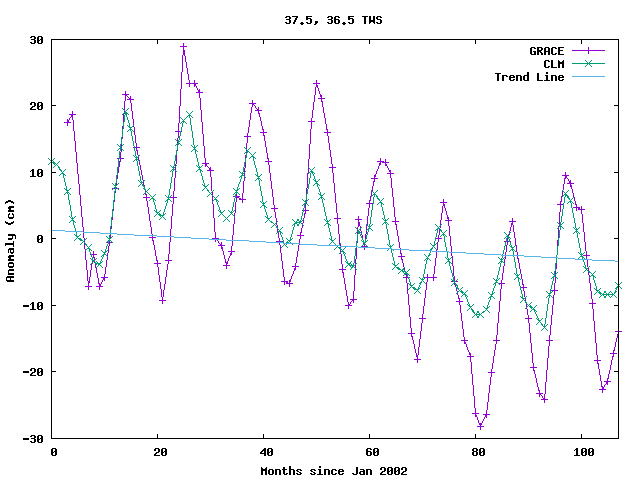 37.5, 36.5 TWS
GRACE
CLM
Trend Line
30
20
10
0
-10
-20
-30
Anomaly (cm)
0 20 40 60 80 100
Months since Jan 2002